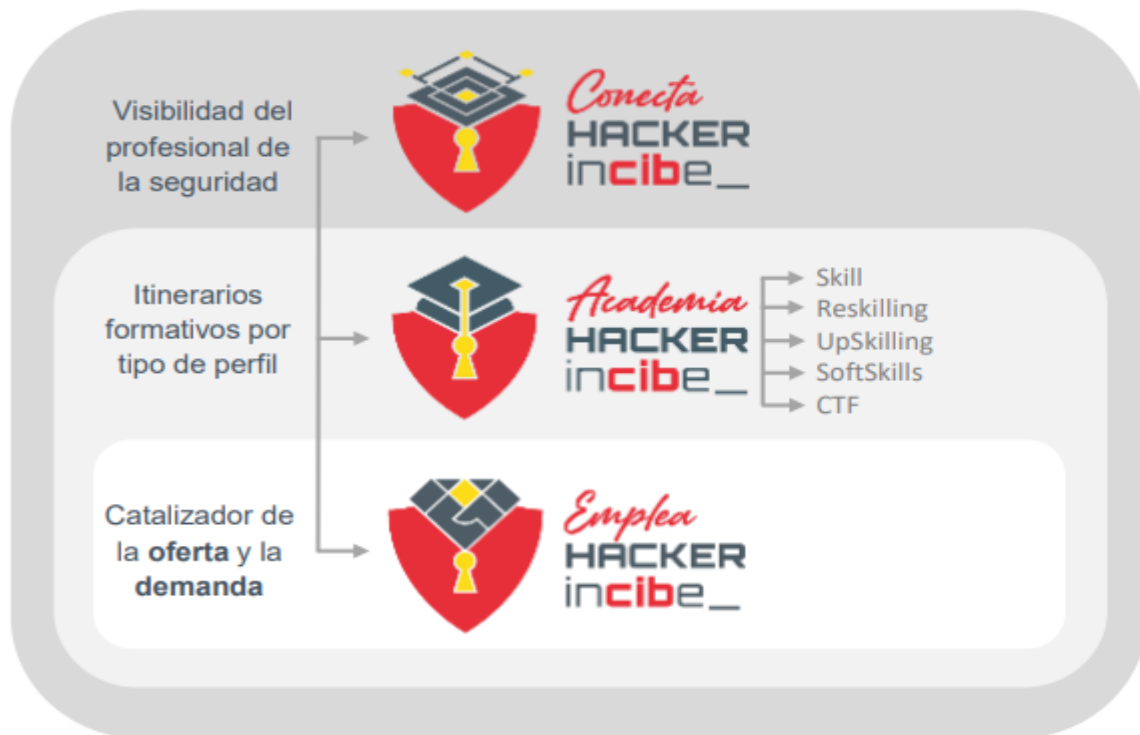 Visibilidad del
profesional de
la seguridad
Conecta
HACKER
incibe_
Itinerarios
formativos por
tipo de perfil
Academia
HACKER
incibe_
Skill
Reskilling
UpSkilling
SoftSkills
CTF
Catalizador de
la oferta y la
demanda
Emplea
HACKER
incibe_